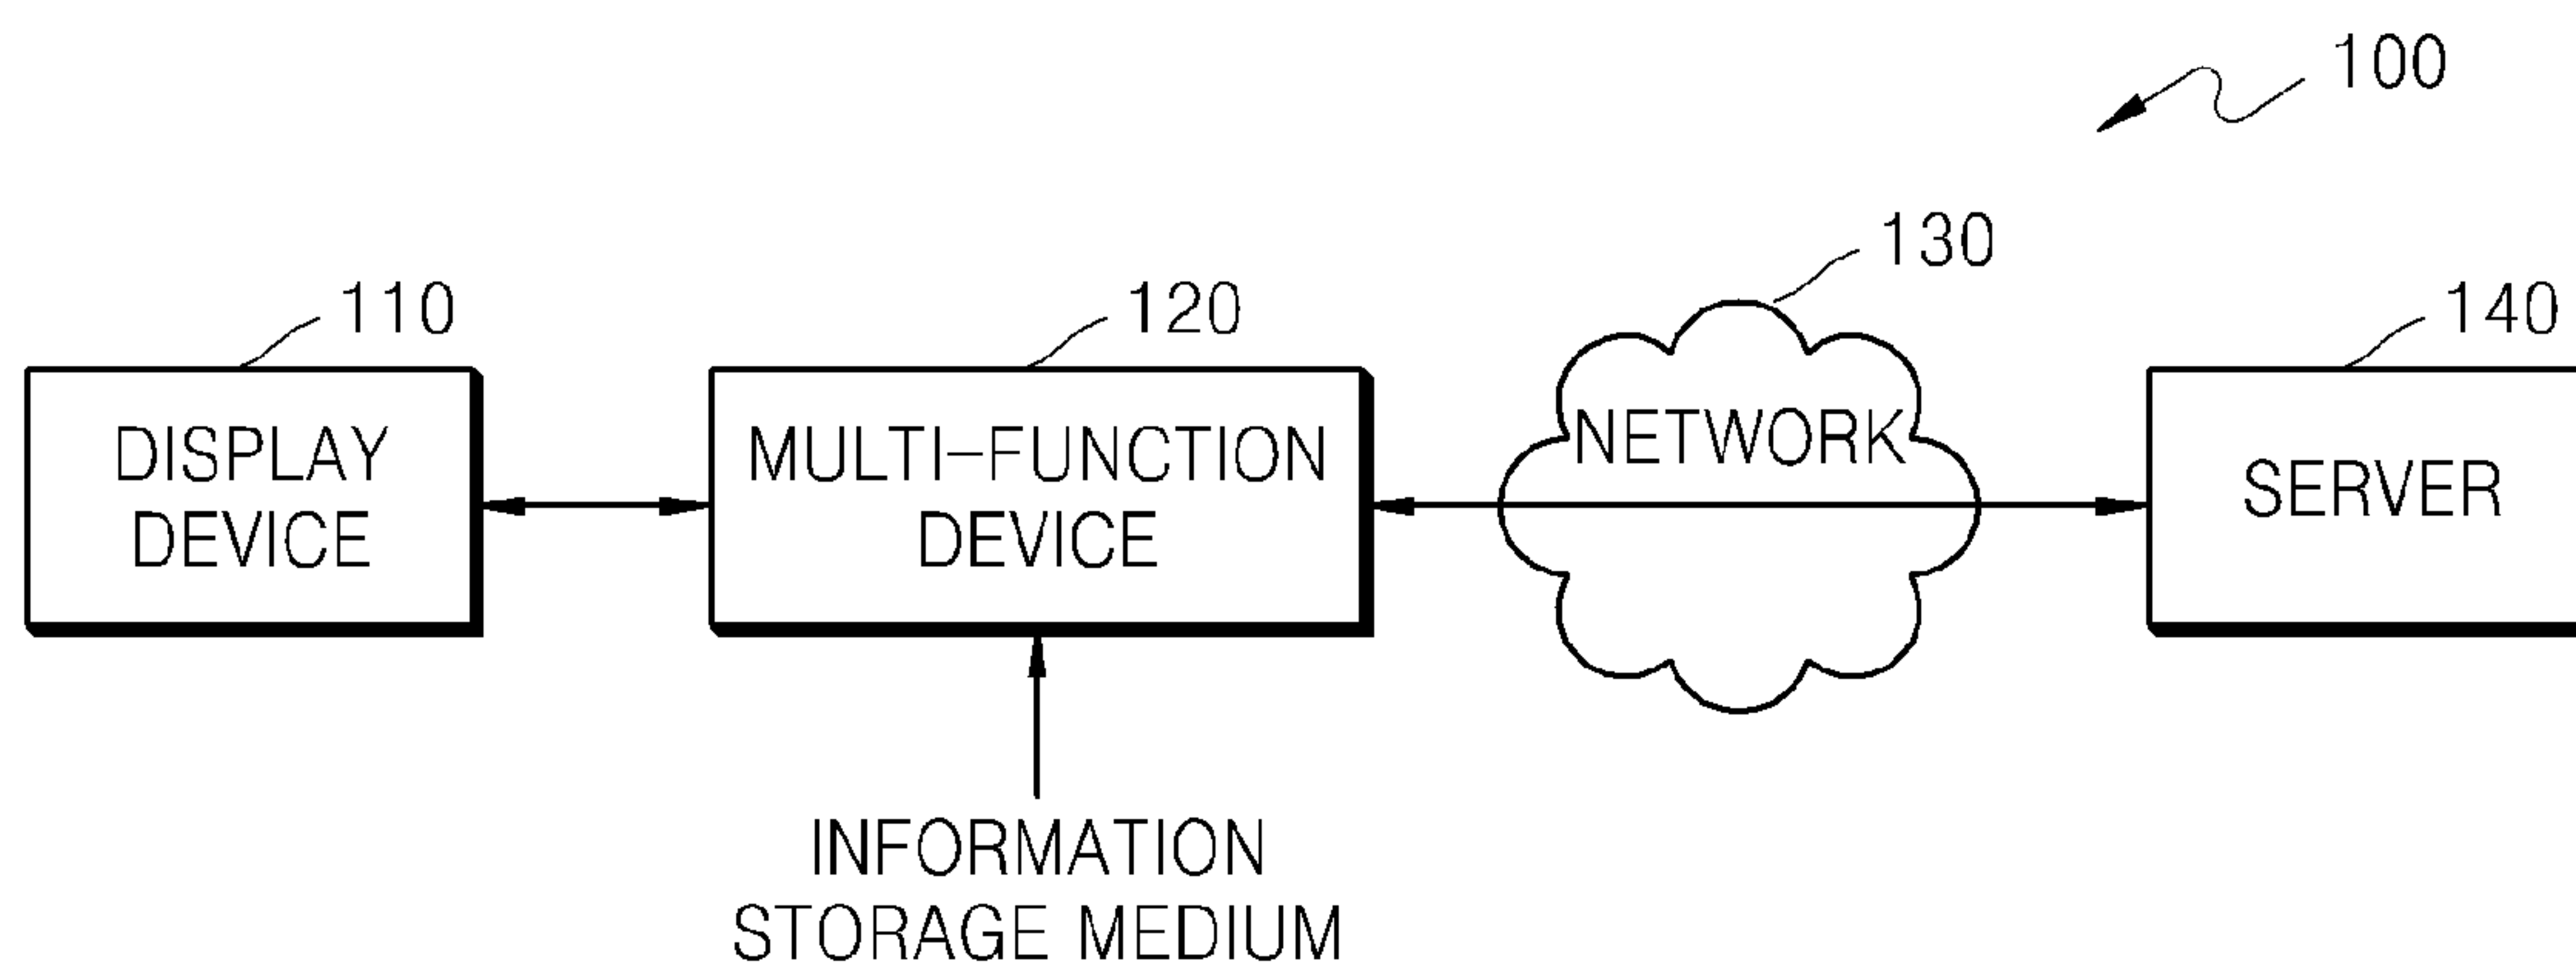 100
130
110
120
140
DISPLAY
DEVICE
MULTI-FUNCTION
DEVICE
NETWORK
SERVER
INFORMATION
STORAGE MEDIUM